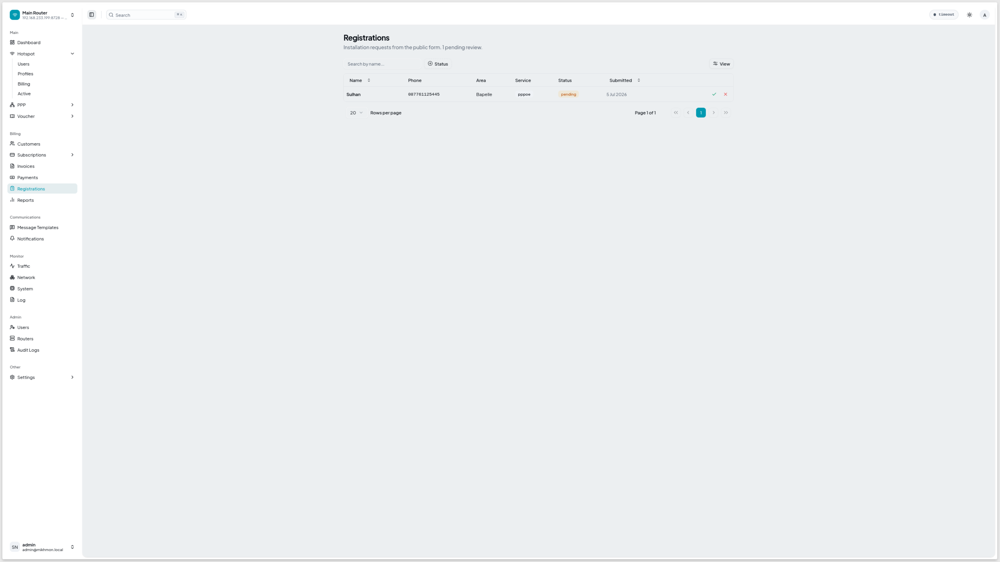 Main Router
192.168.233.199:8728 — ...
Search
⌘ K
timeout
A
Main
Dashboard
Hotspot
Users
Profiles
Billing
Active
PPP
Voucher
Billing
Customers
Subscriptions
Invoices
Payments
Registrations
Reports
Communications
Message Templates
Notifications
Monitor
Traffic
Network
System
Log
Admin
Users
Routers
Audit Logs
Other
Settings
SN
admin
admin@mikhmon.local
Registrations
Installation requests from the public form. 1 pending review.
Search by name...
Status
View
Name Phone Area Service Status Submitted
Sulhan 087761125445 Bapelle pppoe pending 5 Jul 2026
20 Rows per page Page 1 of 1 1